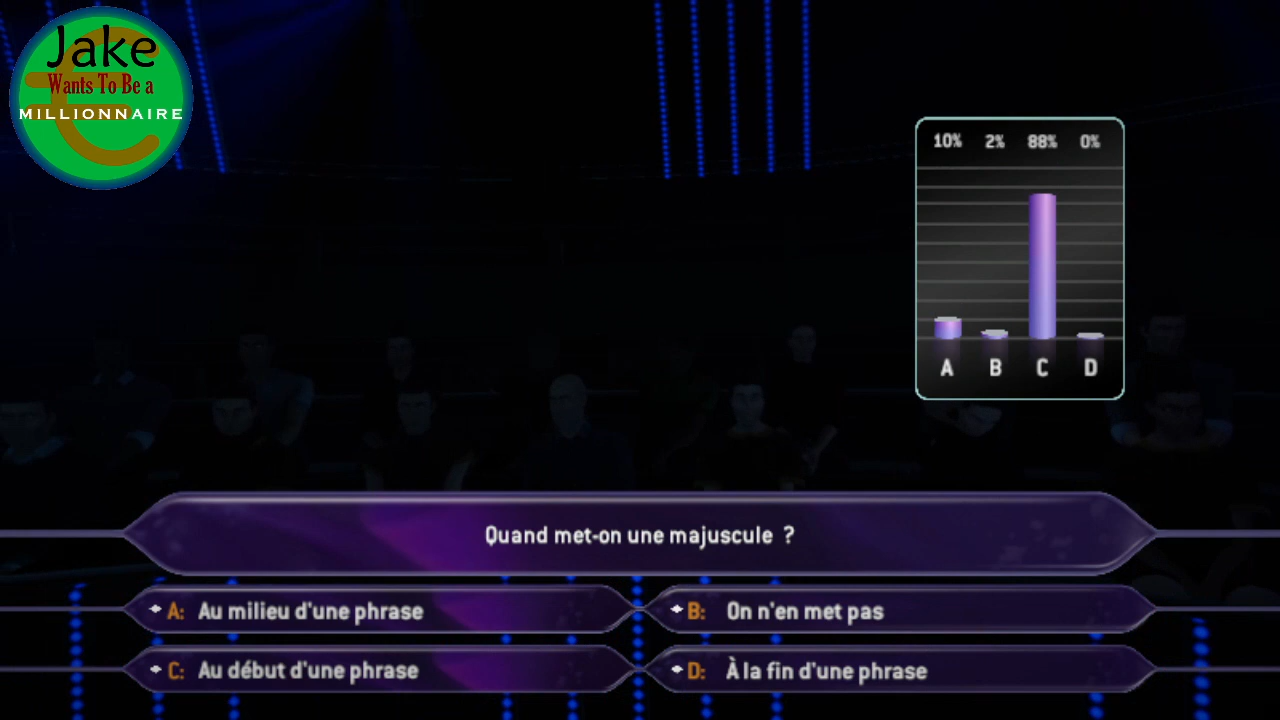 Jake
Wants To Be a
MILLIONNAIRE
10% 2% 88% 0%
A B C D
Quand met-on une majuscule ?
A: Au milieu d'une phrase
B: On n'en met pas
C: Au début d'une phrase
D: À la fin d'une phrase